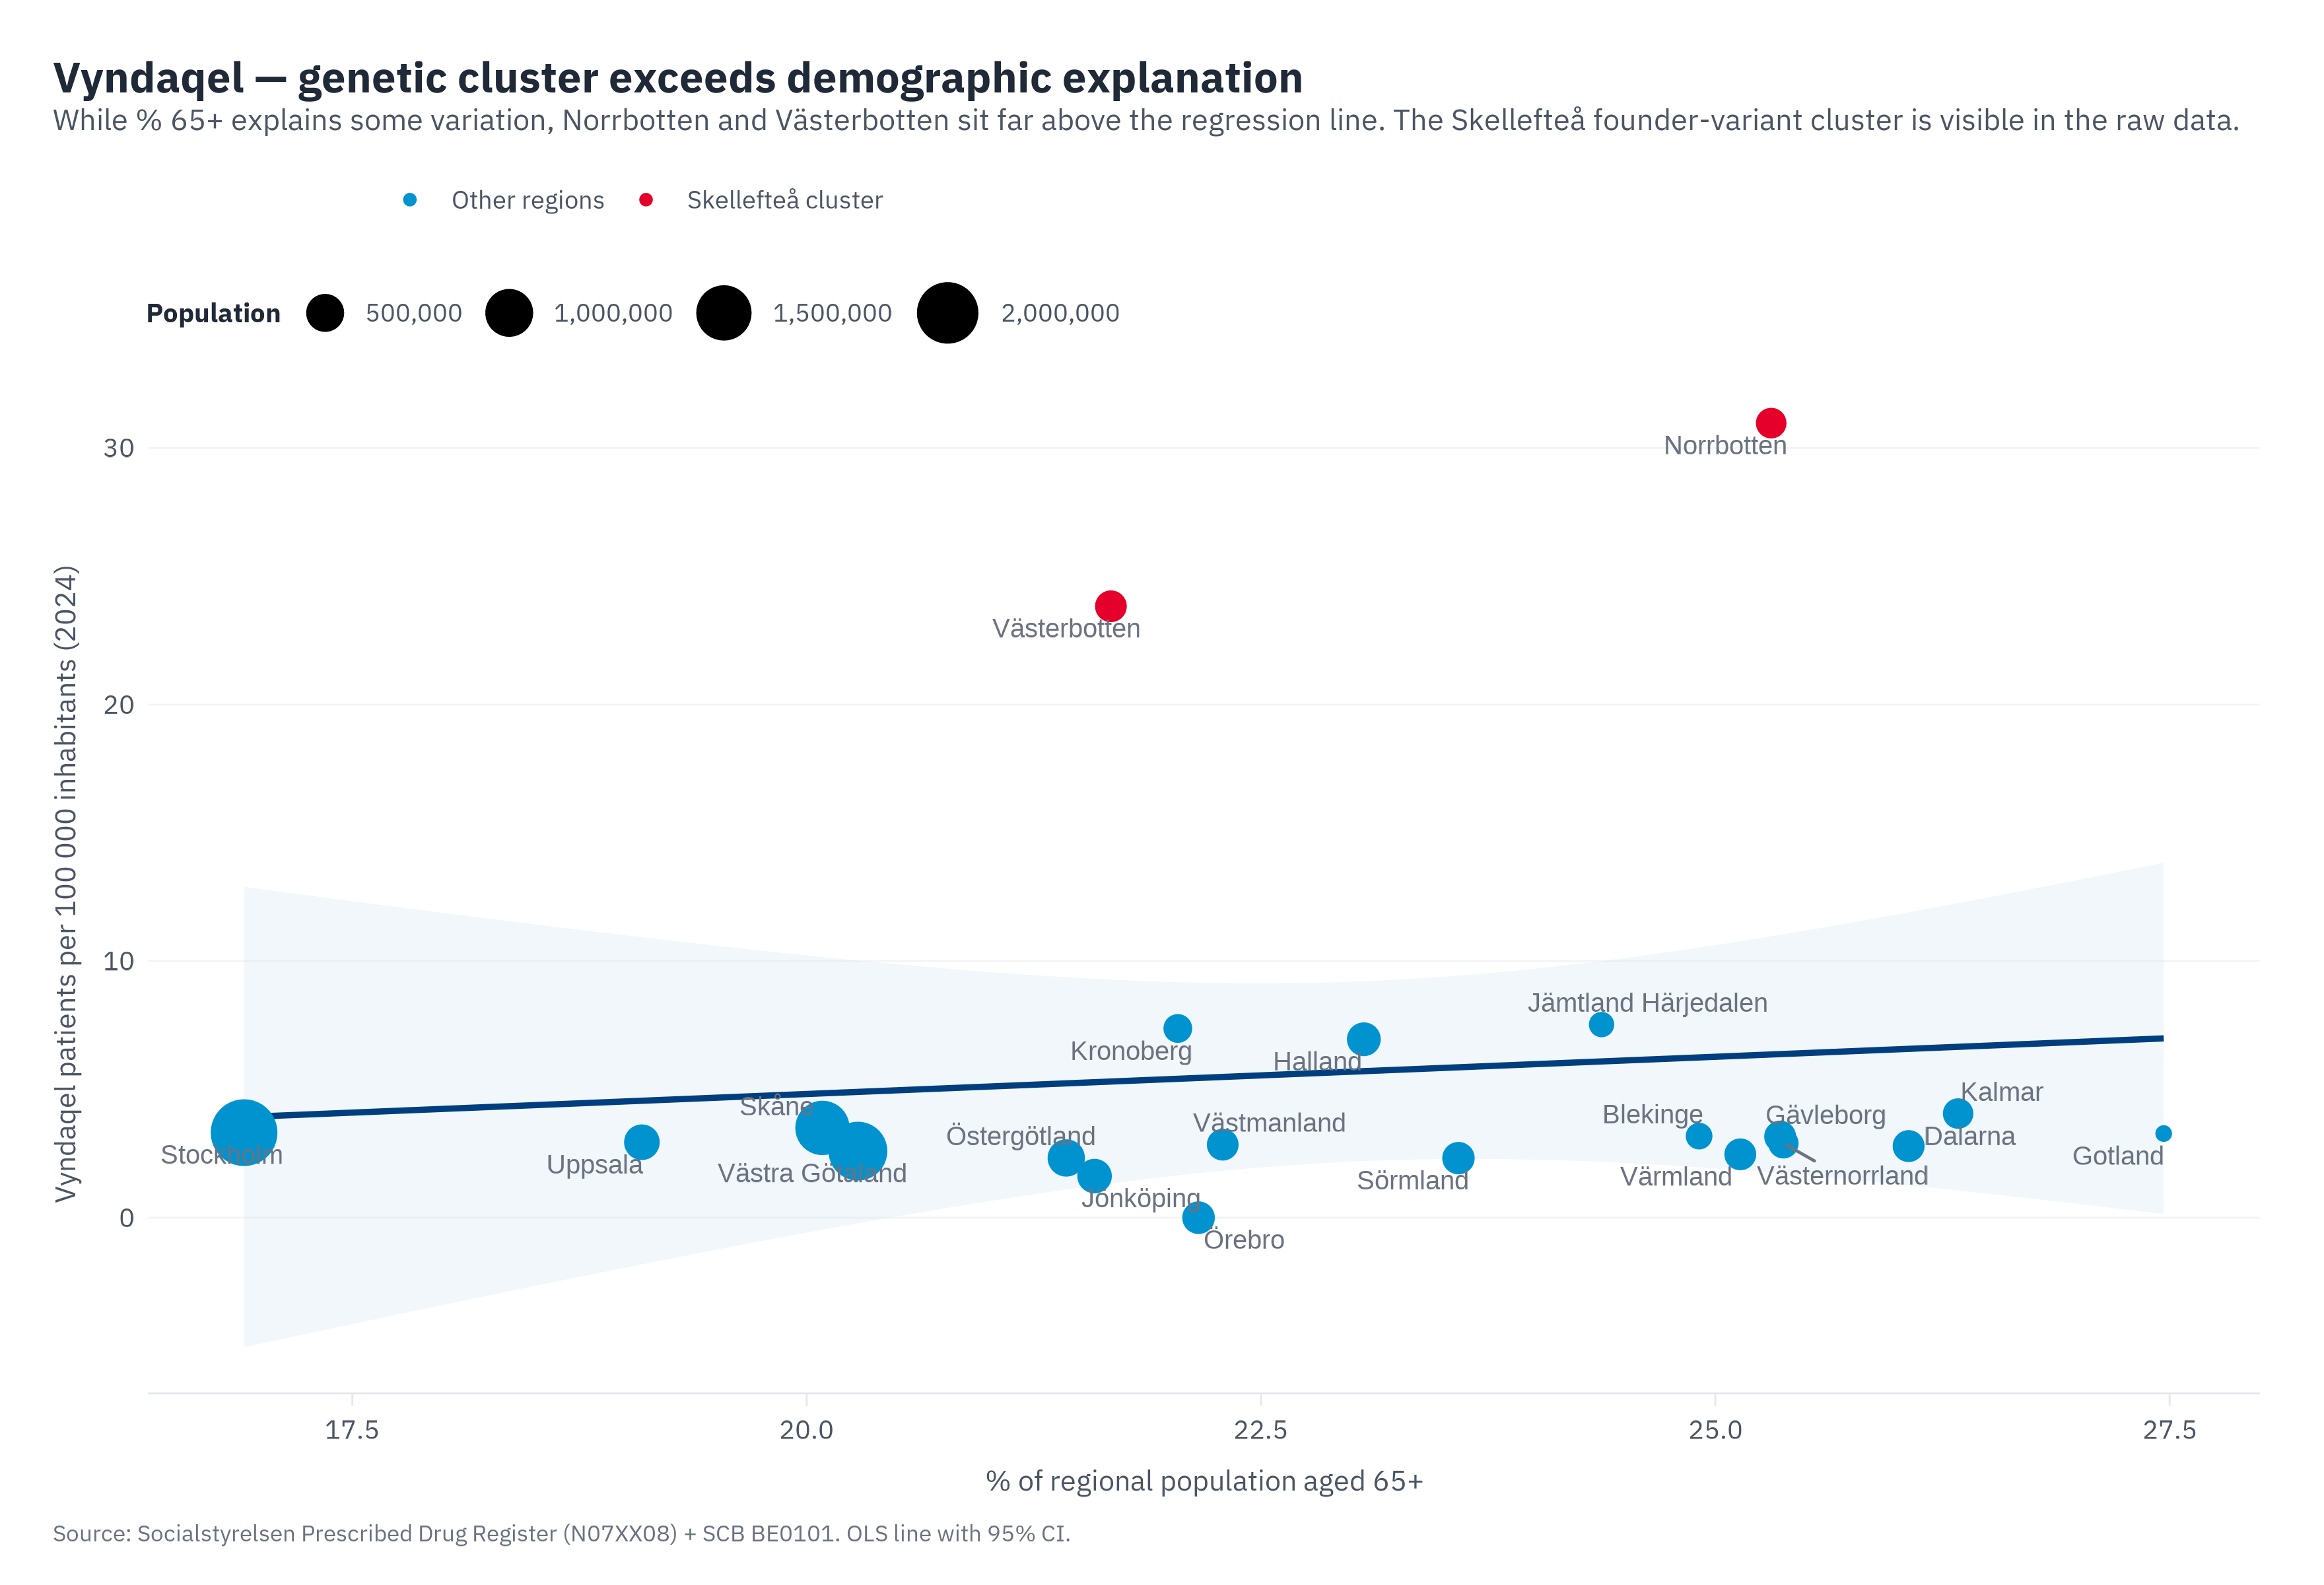 Vyndaqel — genetic cluster exceeds demographic explanation
While % 65+ explains some variation, Norrbotten and Västerbotten sit far above the regression line. The Skellefteå founder-variant cluster is visible in the raw data.
Other regions Skellefteå cluster
Population 500,000 1,000,000 1,500,000 2,000,000
Vyndaqel patients per 100 000 inhabitants (2024)
30
20
10
0
Norrbotten
Västerbotten
Jämtland Härjedalen
Kronoberg
Halland
Skåne
Kalmar
Blekinge
Gävleborg
Västmanland
Östergötland
Dalarna
Stockholm
Gotland
Uppsala
Västra Götaland
Värmland
Västernorrland
Sörmland
Jönköping
Örebro
17.5 20.0 22.5 25.0 27.5
% of regional population aged 65+
Source: Socialstyrelsen Prescribed Drug Register (N07XX08) + SCB BE0101. OLS line with 95% CI.